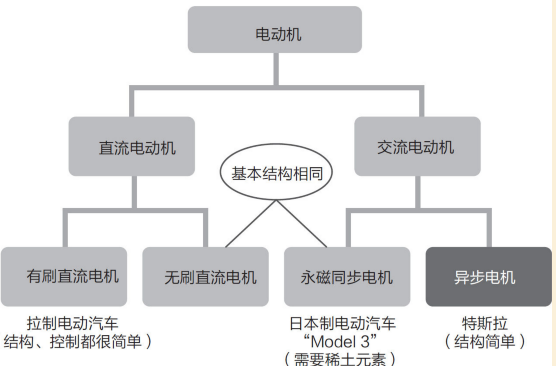 电动机
直流电动机
交流电动机
基本结构相同
有刷直流电机
无刷直流电机
永磁同步电机
异步电机
拉制电动汽车
结构、控制都很简单）
日本制电动汽车
“Model 3”
（需要稀土元素）
特斯拉
（结构简单）